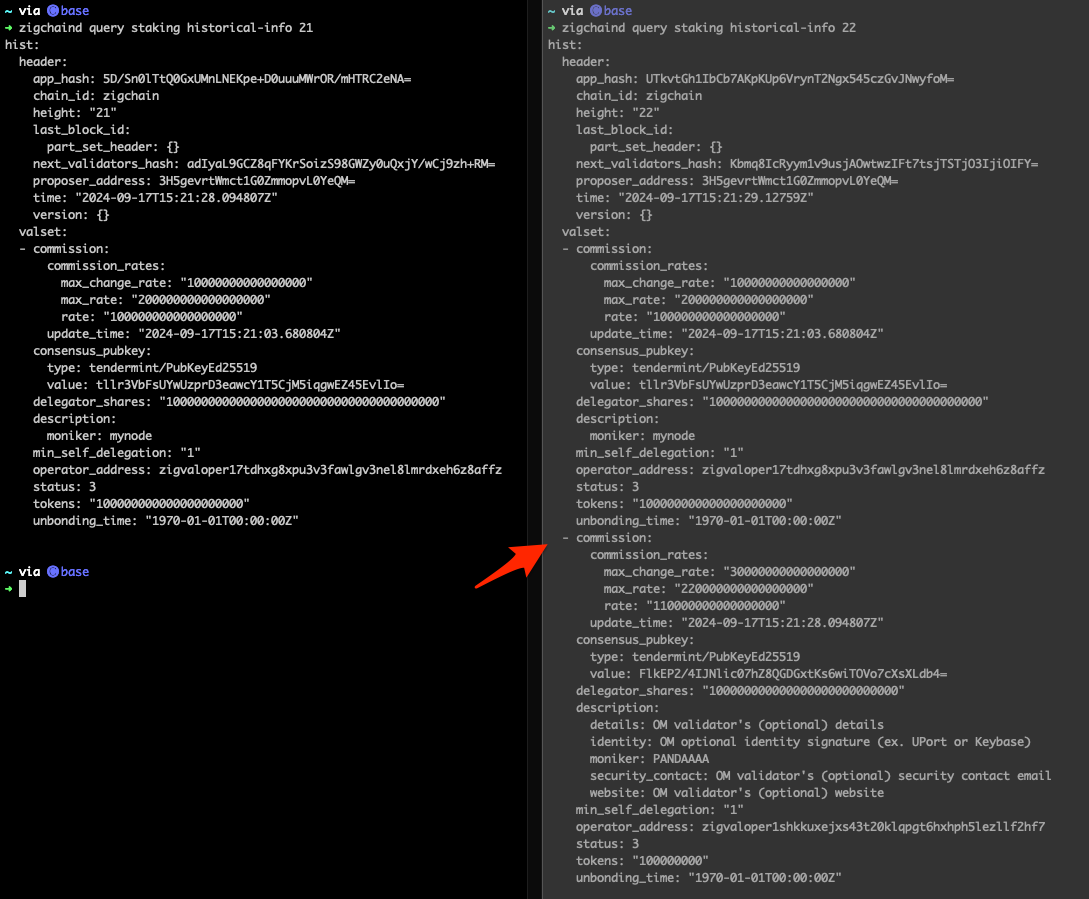 ~ via base
→ zigchaind query staking historical-info 21
hist:
  header:
    app_hash: 5D/Sn0lTtQ0GxUMnLNEKpe+D0uuuMWrOR/mHTRC2eNA=
    chain_id: zigchain
    height: "21"
    last_block_id:
      part_set_header: {}
    next_validators_hash: adIyaL9GCZ8qFYKrSoizS98GWZy0uQxjY/wCj9zh+RM=
    proposer_address: 3H5gevrtWmct1G0ZmmopvL0YeQM=
    time: "2024-09-17T15:21:28.094807Z"
    version: {}
  valset:
  - commission:
      commission_rates:
        max_change_rate: "10000000000000000"
        max_rate: "200000000000000000"
        rate: "100000000000000000"
      update_time: "2024-09-17T15:21:03.680804Z"
    consensus_pubkey:
      type: tendermint/PubKeyEd25519
      value: tllr3VbFsUYwUzprD3eawcY1T5CjM5iqgwEZ45EvlIo=
    delegator_shares: "100000000000000000000000000000000000000"
    description:
      moniker: mynode
    min_self_delegation: "1"
    operator_address: zigvaloper17tdhxg8xpu3v3fawlgv3nel8lmrdxeh6z8affz
    status: 3
    tokens: "100000000000000000000"
    unbonding_time: "1970-01-01T00:00:00Z"
~ via base
→
~ via base
→ zigchaind query staking historical-info 22
hist:
  header:
    app_hash: UTkvtGh1IbCb7AKpKUp6VrynT2Ngx545czGvJNwyfoM=
    chain_id: zigchain
    height: "22"
    last_block_id:
      part_set_header: {}
    next_validators_hash: Kbmq8IcRyym1v9usjAOwtwzIFt7tsjTSTjO3IjiOIFY=
    proposer_address: 3H5gevrtWmct1G0ZmmopvL0YeQM=
    time: "2024-09-17T15:21:29.12759Z"
    version: {}
  valset:
  - commission:
      commission_rates:
        max_change_rate: "10000000000000000"
        max_rate: "200000000000000000"
        rate: "100000000000000000"
      update_time: "2024-09-17T15:21:03.680804Z"
    consensus_pubkey:
      type: tendermint/PubKeyEd25519
      value: tllr3VbFsUYwUzprD3eawcY1T5CjM5iqgwEZ45EvlIo=
    delegator_shares: "100000000000000000000000000000000000000"
    description:
      moniker: mynode
    min_self_delegation: "1"
    operator_address: zigvaloper17tdhxg8xpu3v3fawlgv3nel8lmrdxeh6z8affz
    status: 3
    tokens: "100000000000000000000"
    unbonding_time: "1970-01-01T00:00:00Z"
  - commission:
      commission_rates:
        max_change_rate: "30000000000000000"
        max_rate: "220000000000000000"
        rate: "110000000000000000"
      update_time: "2024-09-17T15:21:28.094807Z"
    consensus_pubkey:
      type: tendermint/PubKeyEd25519
      value: FlkEP2/4IJNlic07hZ8QGDGxtKs6wiTOVo7cXsXLdb4=
    delegator_shares: "100000000000000000000000000"
    description:
      details: OM validator's (optional) details
      identity: OM optional identity signature (ex. UPort or Keybase)
      moniker: PANDAAAA
      security_contact: OM validator's (optional) security contact email
      website: OM validator's (optional) website
    min_self_delegation: "1"
    operator_address: zigvaloper1shkkuxejxs43t20klqpgt6hxhph5lezllf2hf7
    status: 3
    tokens: "100000000"
    unbonding_time: "1970-01-01T00:00:00Z"